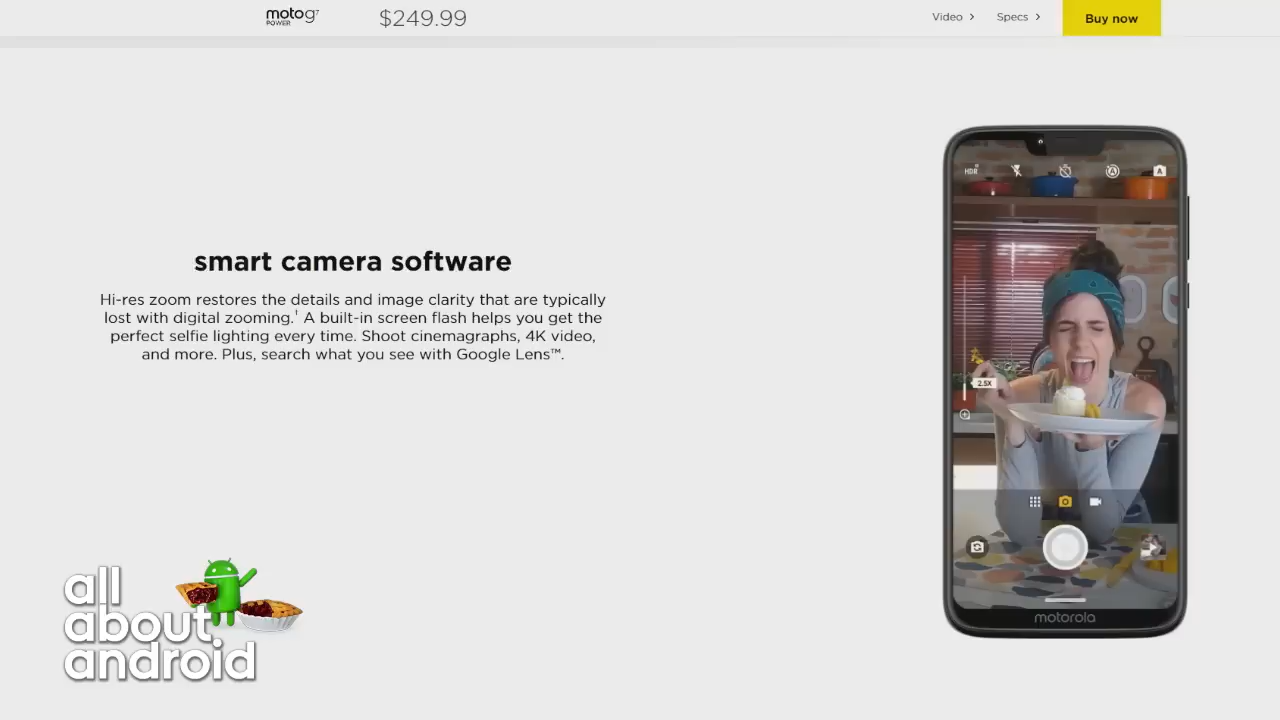 moto g7
POWER
$249.99
Video
Specs
Buy now
smart camera software
Hi-res zoom restores the details and image clarity that are typically
lost with digital zooming.† A built-in screen flash helps you get the
perfect selfie lighting every time. Shoot cinemagraphs, 4K video,
and more. Plus, search what you see with Google Lens™.
HDR
A
A
2.5X
motorola
all
about
android